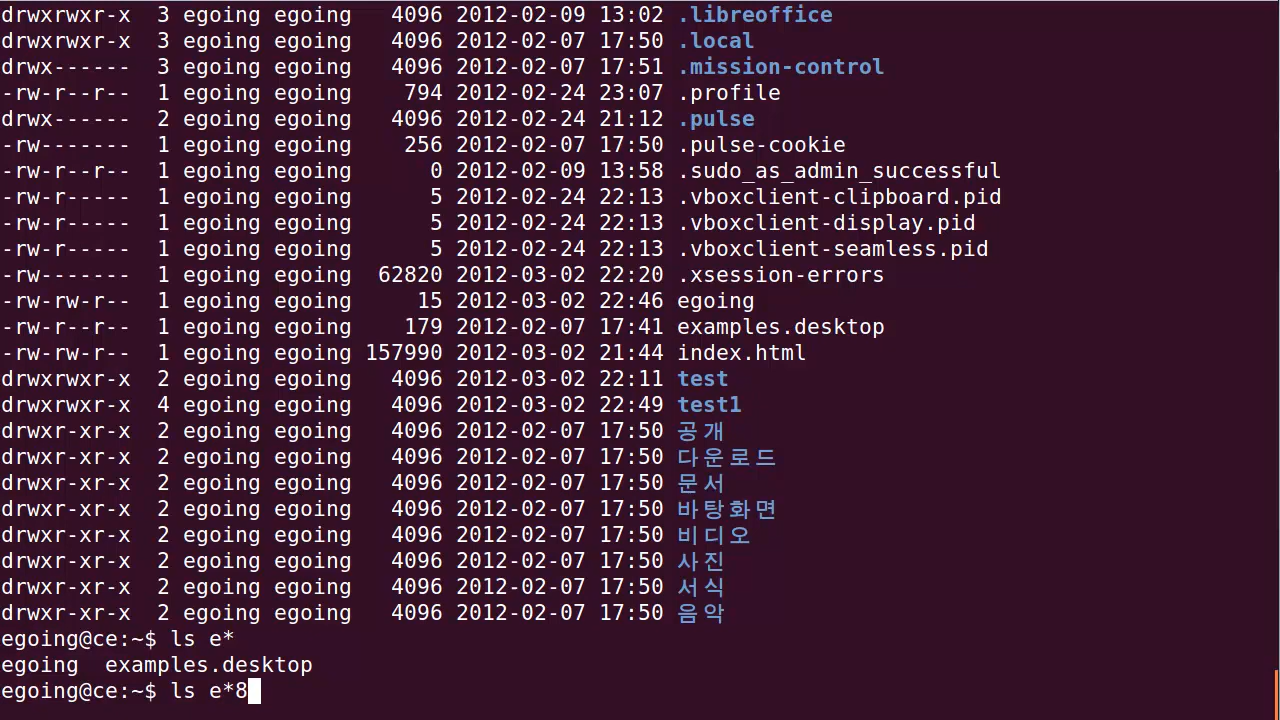 drwxrwxr-x  3 egoing egoing   4096 2012-02-09 13:02 .libreoffice
drwxrwxr-x  3 egoing egoing   4096 2012-02-07 17:50 .local
drwx------  3 egoing egoing   4096 2012-02-07 17:51 .mission-control
-rw-r--r--  1 egoing egoing    794 2012-02-24 23:07 .profile
drwx------  2 egoing egoing   4096 2012-02-24 21:12 .pulse
-rw-------  1 egoing egoing    256 2012-02-07 17:50 .pulse-cookie
-rw-r--r--  1 egoing egoing      0 2012-02-09 13:58 .sudo_as_admin_successful
-rw-r-----  1 egoing egoing      5 2012-02-24 22:13 .vboxclient-clipboard.pid
-rw-r-----  1 egoing egoing      5 2012-02-24 22:13 .vboxclient-display.pid
-rw-r-----  1 egoing egoing      5 2012-02-24 22:13 .vboxclient-seamless.pid
-rw-------  1 egoing egoing  62820 2012-03-02 22:20 .xsession-errors
-rw-rw-r--  1 egoing egoing     15 2012-03-02 22:46 egoing
-rw-r--r--  1 egoing egoing    179 2012-02-07 17:41 examples.desktop
-rw-rw-r--  1 egoing egoing 157990 2012-03-02 21:44 index.html
drwxrwxr-x  2 egoing egoing   4096 2012-03-02 22:11 test
drwxrwxr-x  4 egoing egoing   4096 2012-03-02 22:49 test1
drwxr-xr-x  2 egoing egoing   4096 2012-02-07 17:50 공개
drwxr-xr-x  2 egoing egoing   4096 2012-02-07 17:50 다운로드
drwxr-xr-x  2 egoing egoing   4096 2012-02-07 17:50 문서
drwxr-xr-x  2 egoing egoing   4096 2012-02-07 17:50 바탕화면
drwxr-xr-x  2 egoing egoing   4096 2012-02-07 17:50 비디오
drwxr-xr-x  2 egoing egoing   4096 2012-02-07 17:50 사진
drwxr-xr-x  2 egoing egoing   4096 2012-02-07 17:50 서식
drwxr-xr-x  2 egoing egoing   4096 2012-02-07 17:50 음악
egoing@ce:~$ ls e*
egoing  examples.desktop
egoing@ce:~$ ls e*8